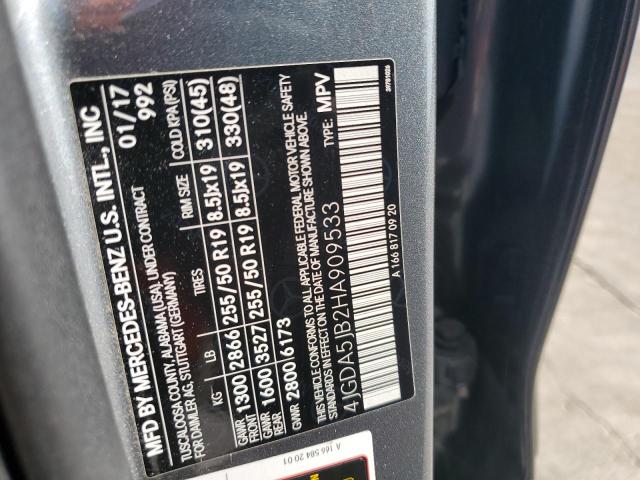 MFD BY MERCEDES-BENZ U.S. INTL., INC
TUSCALOOSA COUNTY, ALABAMA (USA), UNDER CONTRACT 01/17
FOR DAIMLER AG, STUTTGART (GERMANY) 992
KG LB TIRES RIM SIZE COLD KPA (PSI)
GAWR FRONT 1300 2866 255/50 R19 8.5Jx19 310(45)
GAWR REAR 1600 3527 255/50 R19 8.5Jx19 330(48)
GVWR 2800 6173
THIS VEHICLE CONFORMS TO ALL APPLICABLE FEDERAL MOTOR VEHICLE SAFETY
STANDARDS IN EFFECT ON THE DATE OF MANUFACTURE SHOWN ABOVE.
4JGDA5JB2HA909533 TYPE: MPV
A 166 817 09 20 39781026
A 166 584 20 01